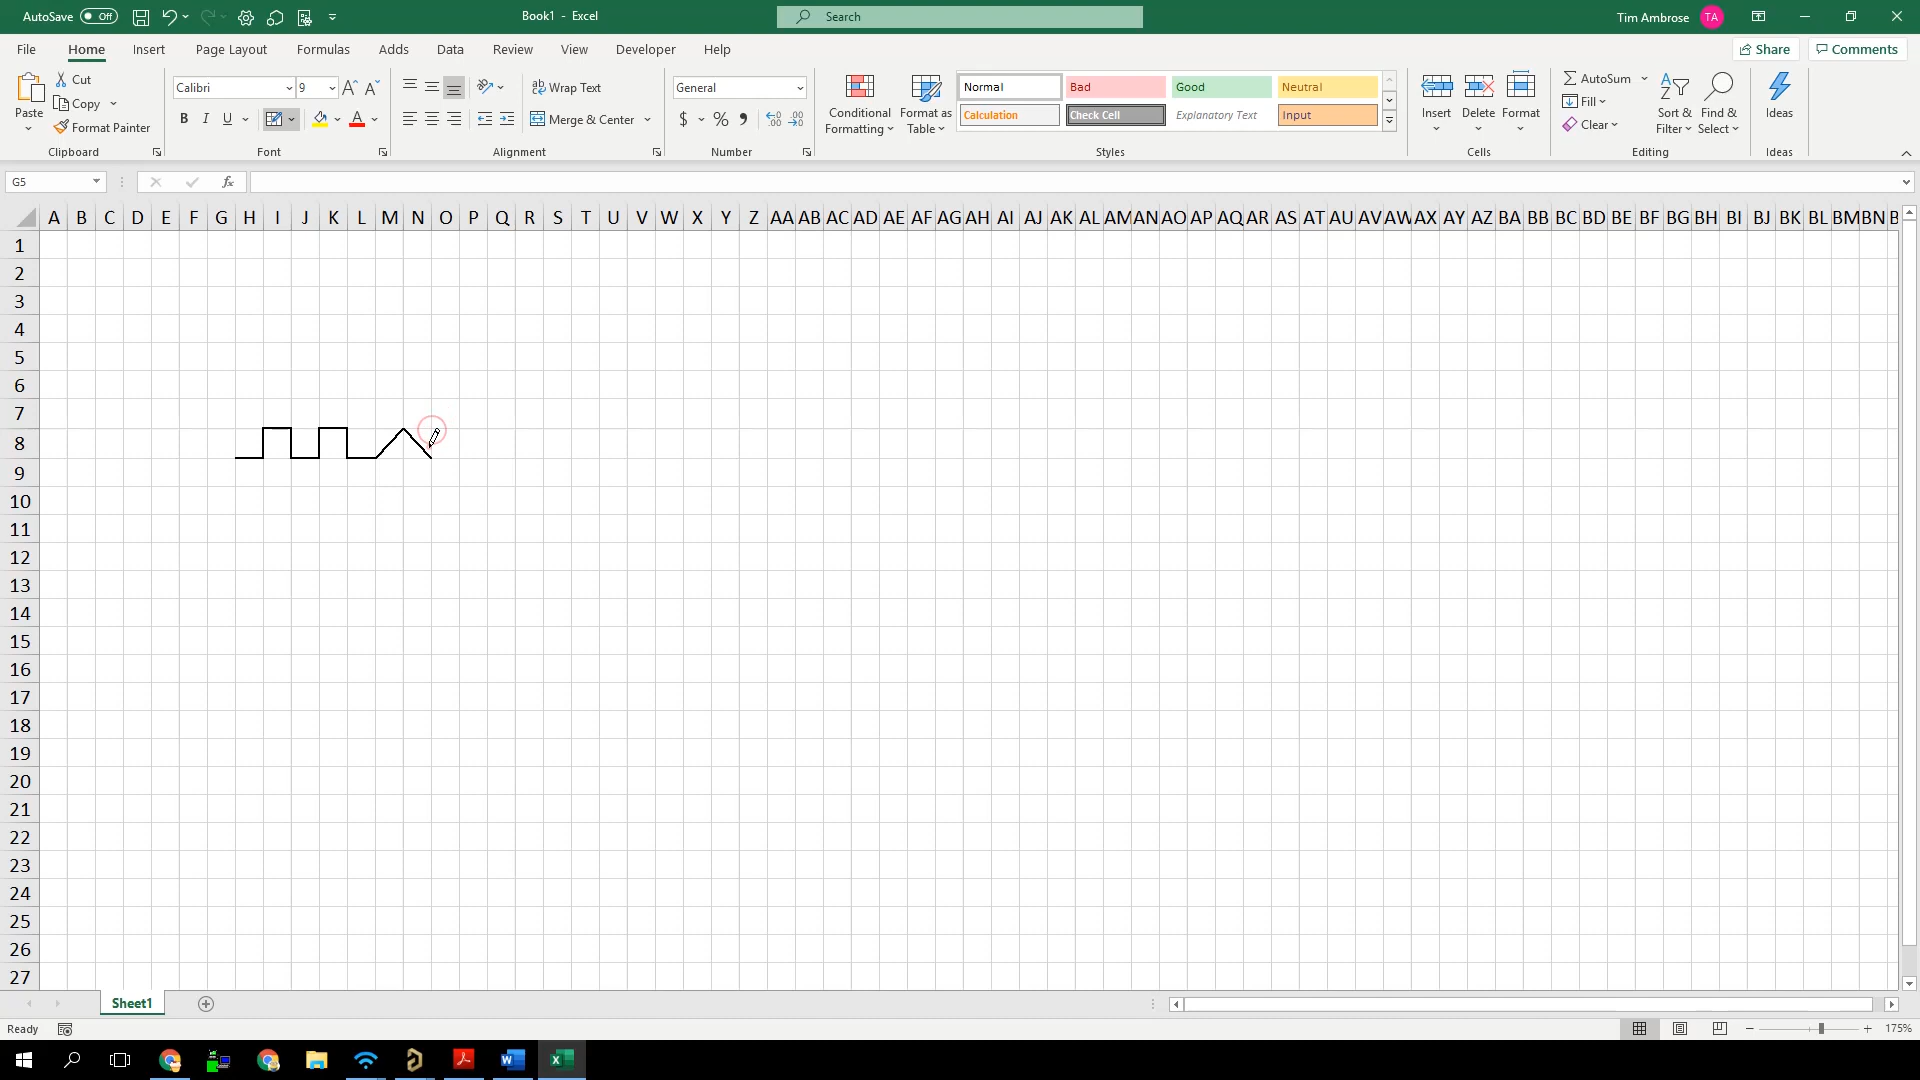 AutoSave Off Book1 - Excel Search Tim Ambrose TA
File Home Insert Page Layout Formulas Adds Data Review View Developer Help Share Comments
Cut Calibri 9 Wrap Text General Normal Bad Good Neutral AutoSum
Copy Fill
Paste Format Painter B I U A Merge & Center $ % Calculation Check Cell Explanatory Text Input Clear
Conditional Formatting Format as Table Insert Delete Format Sort & Filter Find & Select Ideas
Clipboard Font Alignment Number Styles Cells Editing Ideas
G5 fx
A B C D E F G H I J K L M N O P Q R S T U V W X Y Z AA AB AC AD AE AF AG AH AI AJ AK AL AM AN AO AP AQ AR AS AT AU AV AW AX AY AZ BA BB BC BD BE BF BG BH BI BJ BK BL BM BN B
1
2
3
4
5
6
7
8
9
10
11
12
13
14
15
16
17
18
19
20
21
22
23
24
25
26
27
Sheet1
Ready 175%